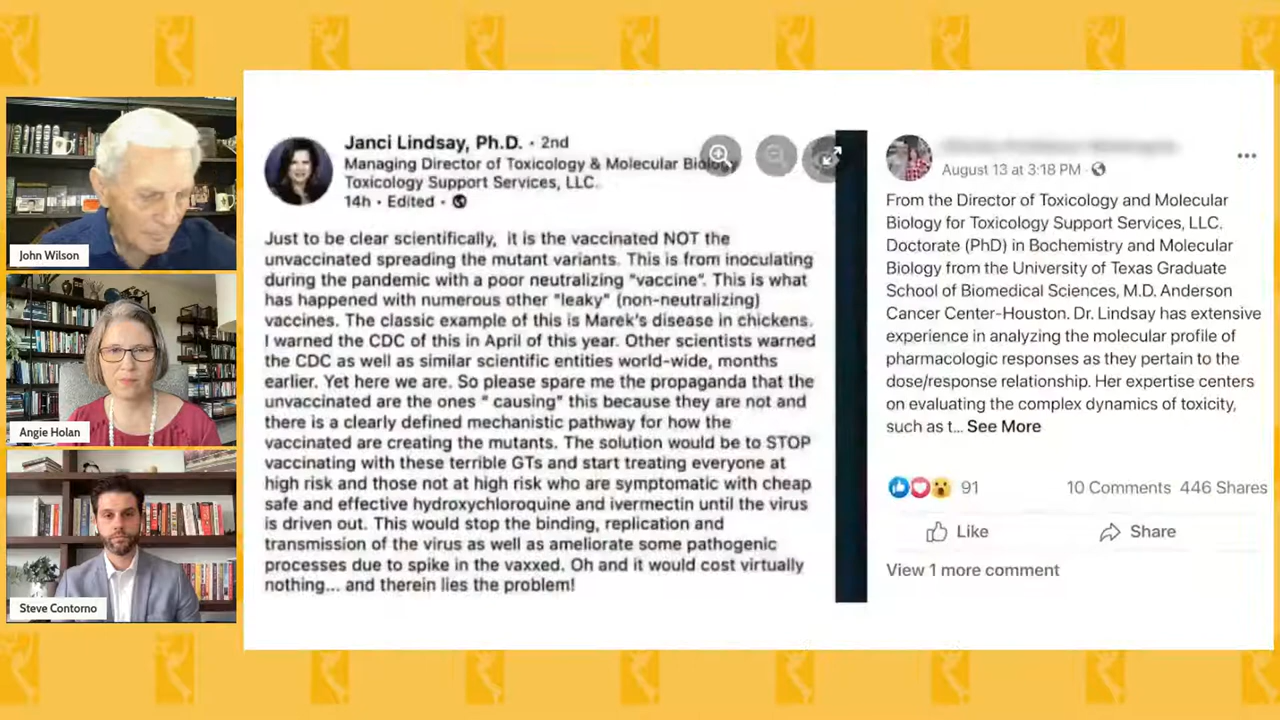 John Wilson
Angie Holan
Steve Contorno
Janci Lindsay, Ph.D. · 2nd
Managing Director of Toxicology & Molecular Biology
Toxicology Support Services, LLC.
14h · Edited ·
Just to be clear scientifically, it is the vaccinated NOT the
unvaccinated spreading the mutant variants. This is from inoculating
during the pandemic with a poor neutralizing "vaccine". This is what
has happened with numerous other "leaky" (non-neutralizing)
vaccines. The classic example of this is Marek's disease in chickens.
I warned the CDC of this in April of this year. Other scientists warned
the CDC as well as similar scientific entities world-wide, months
earlier. Yet here we are. So please spare me the propaganda that the
unvaccinated are the ones " causing" this because they are not and
there is a clearly defined mechanistic pathway for how the
vaccinated are creating the mutants. The solution would be to STOP
vaccinating with these terrible GTs and start treating everyone at
high risk and those not at high risk who are symptomatic with cheap
safe and effective hydroxychloroquine and ivermectin until the virus
is driven out. This would stop the binding, replication and
transmission of the virus as well as ameliorate some pathogenic
processes due to spike in the vaxxed. Oh and it would cost virtually
nothing... and therein lies the problem!
August 13 at 3:18 PM ·
From the Director of Toxicology and Molecular
Biology for Toxicology Support Services, LLC.
Doctorate (PhD) in Bochemistry and Molecular
Biology from the University of Texas Graduate
School of Biomedical Sciences, M.D. Anderson
Cancer Center-Houston. Dr. Lindsay has extensive
experience in analyzing the molecular profile of
pharmacologic responses as they pertain to the
dose/response relationship. Her expertise centers
on evaluating the complex dynamics of toxicity,
such as t... See More
91 10 Comments 446 Shares
Like Share
View 1 more comment